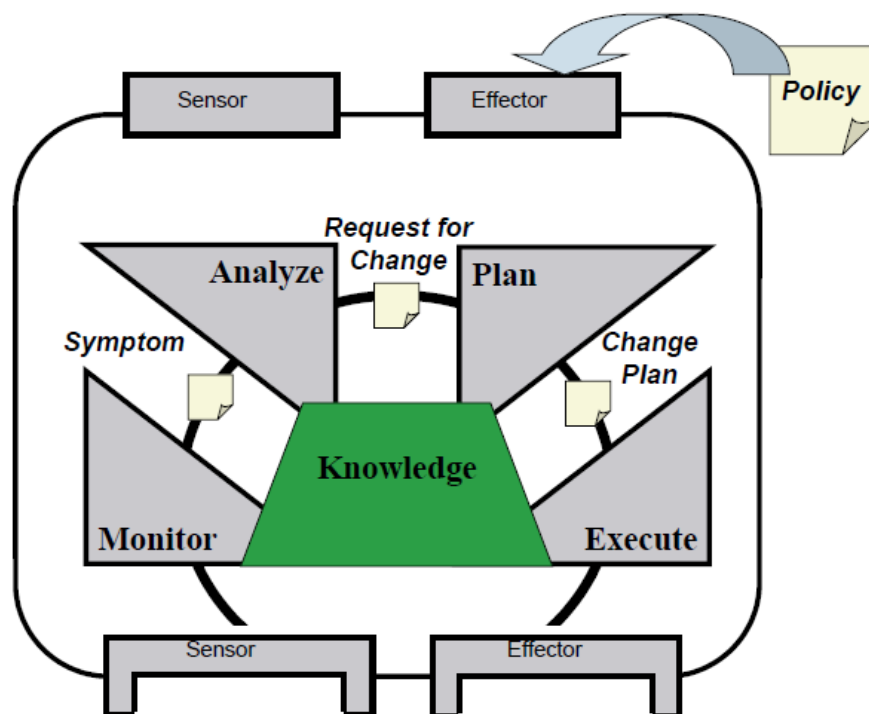 Sensor
Effector
Policy
Request for
Change
Analyze
Plan
Symptom
Change
Plan
Knowledge
Monitor
Execute
Sensor
Effector